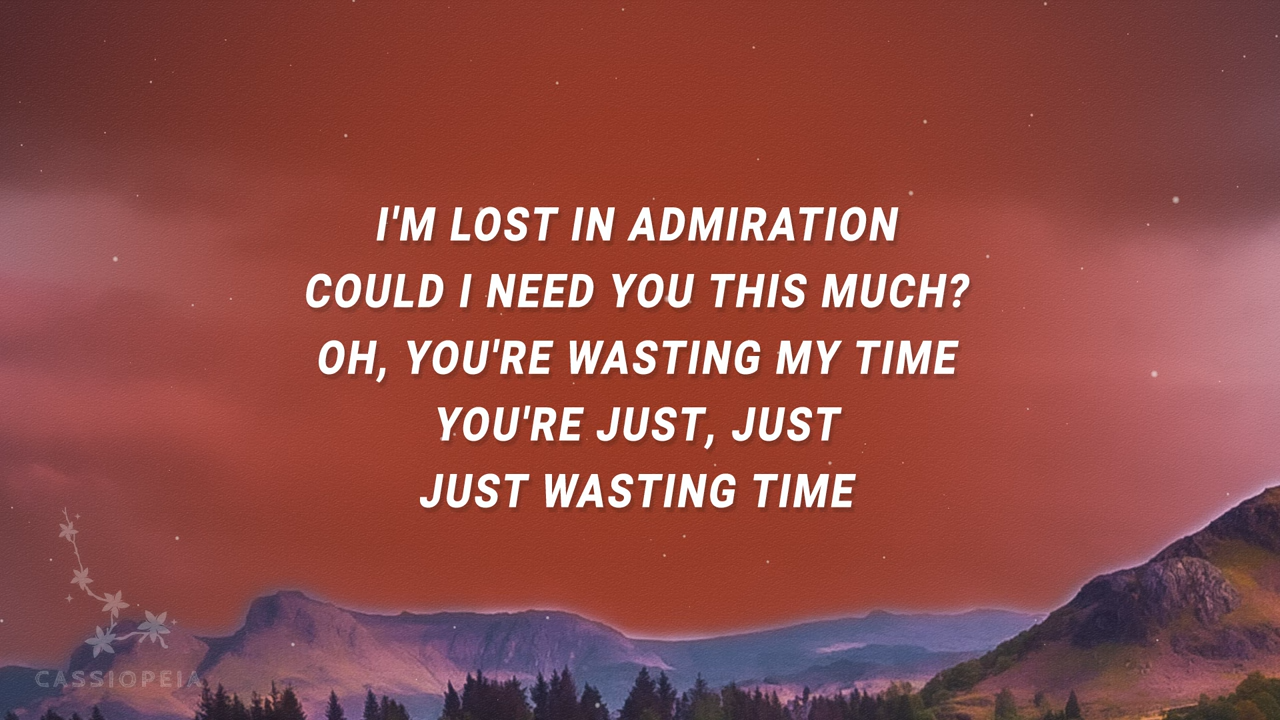 I'M LOST IN ADMIRATION
COULD I NEED YOU THIS MUCH?
OH, YOU'RE WASTING MY TIME
YOU'RE JUST, JUST
JUST WASTING TIME
CASSIOPEIA